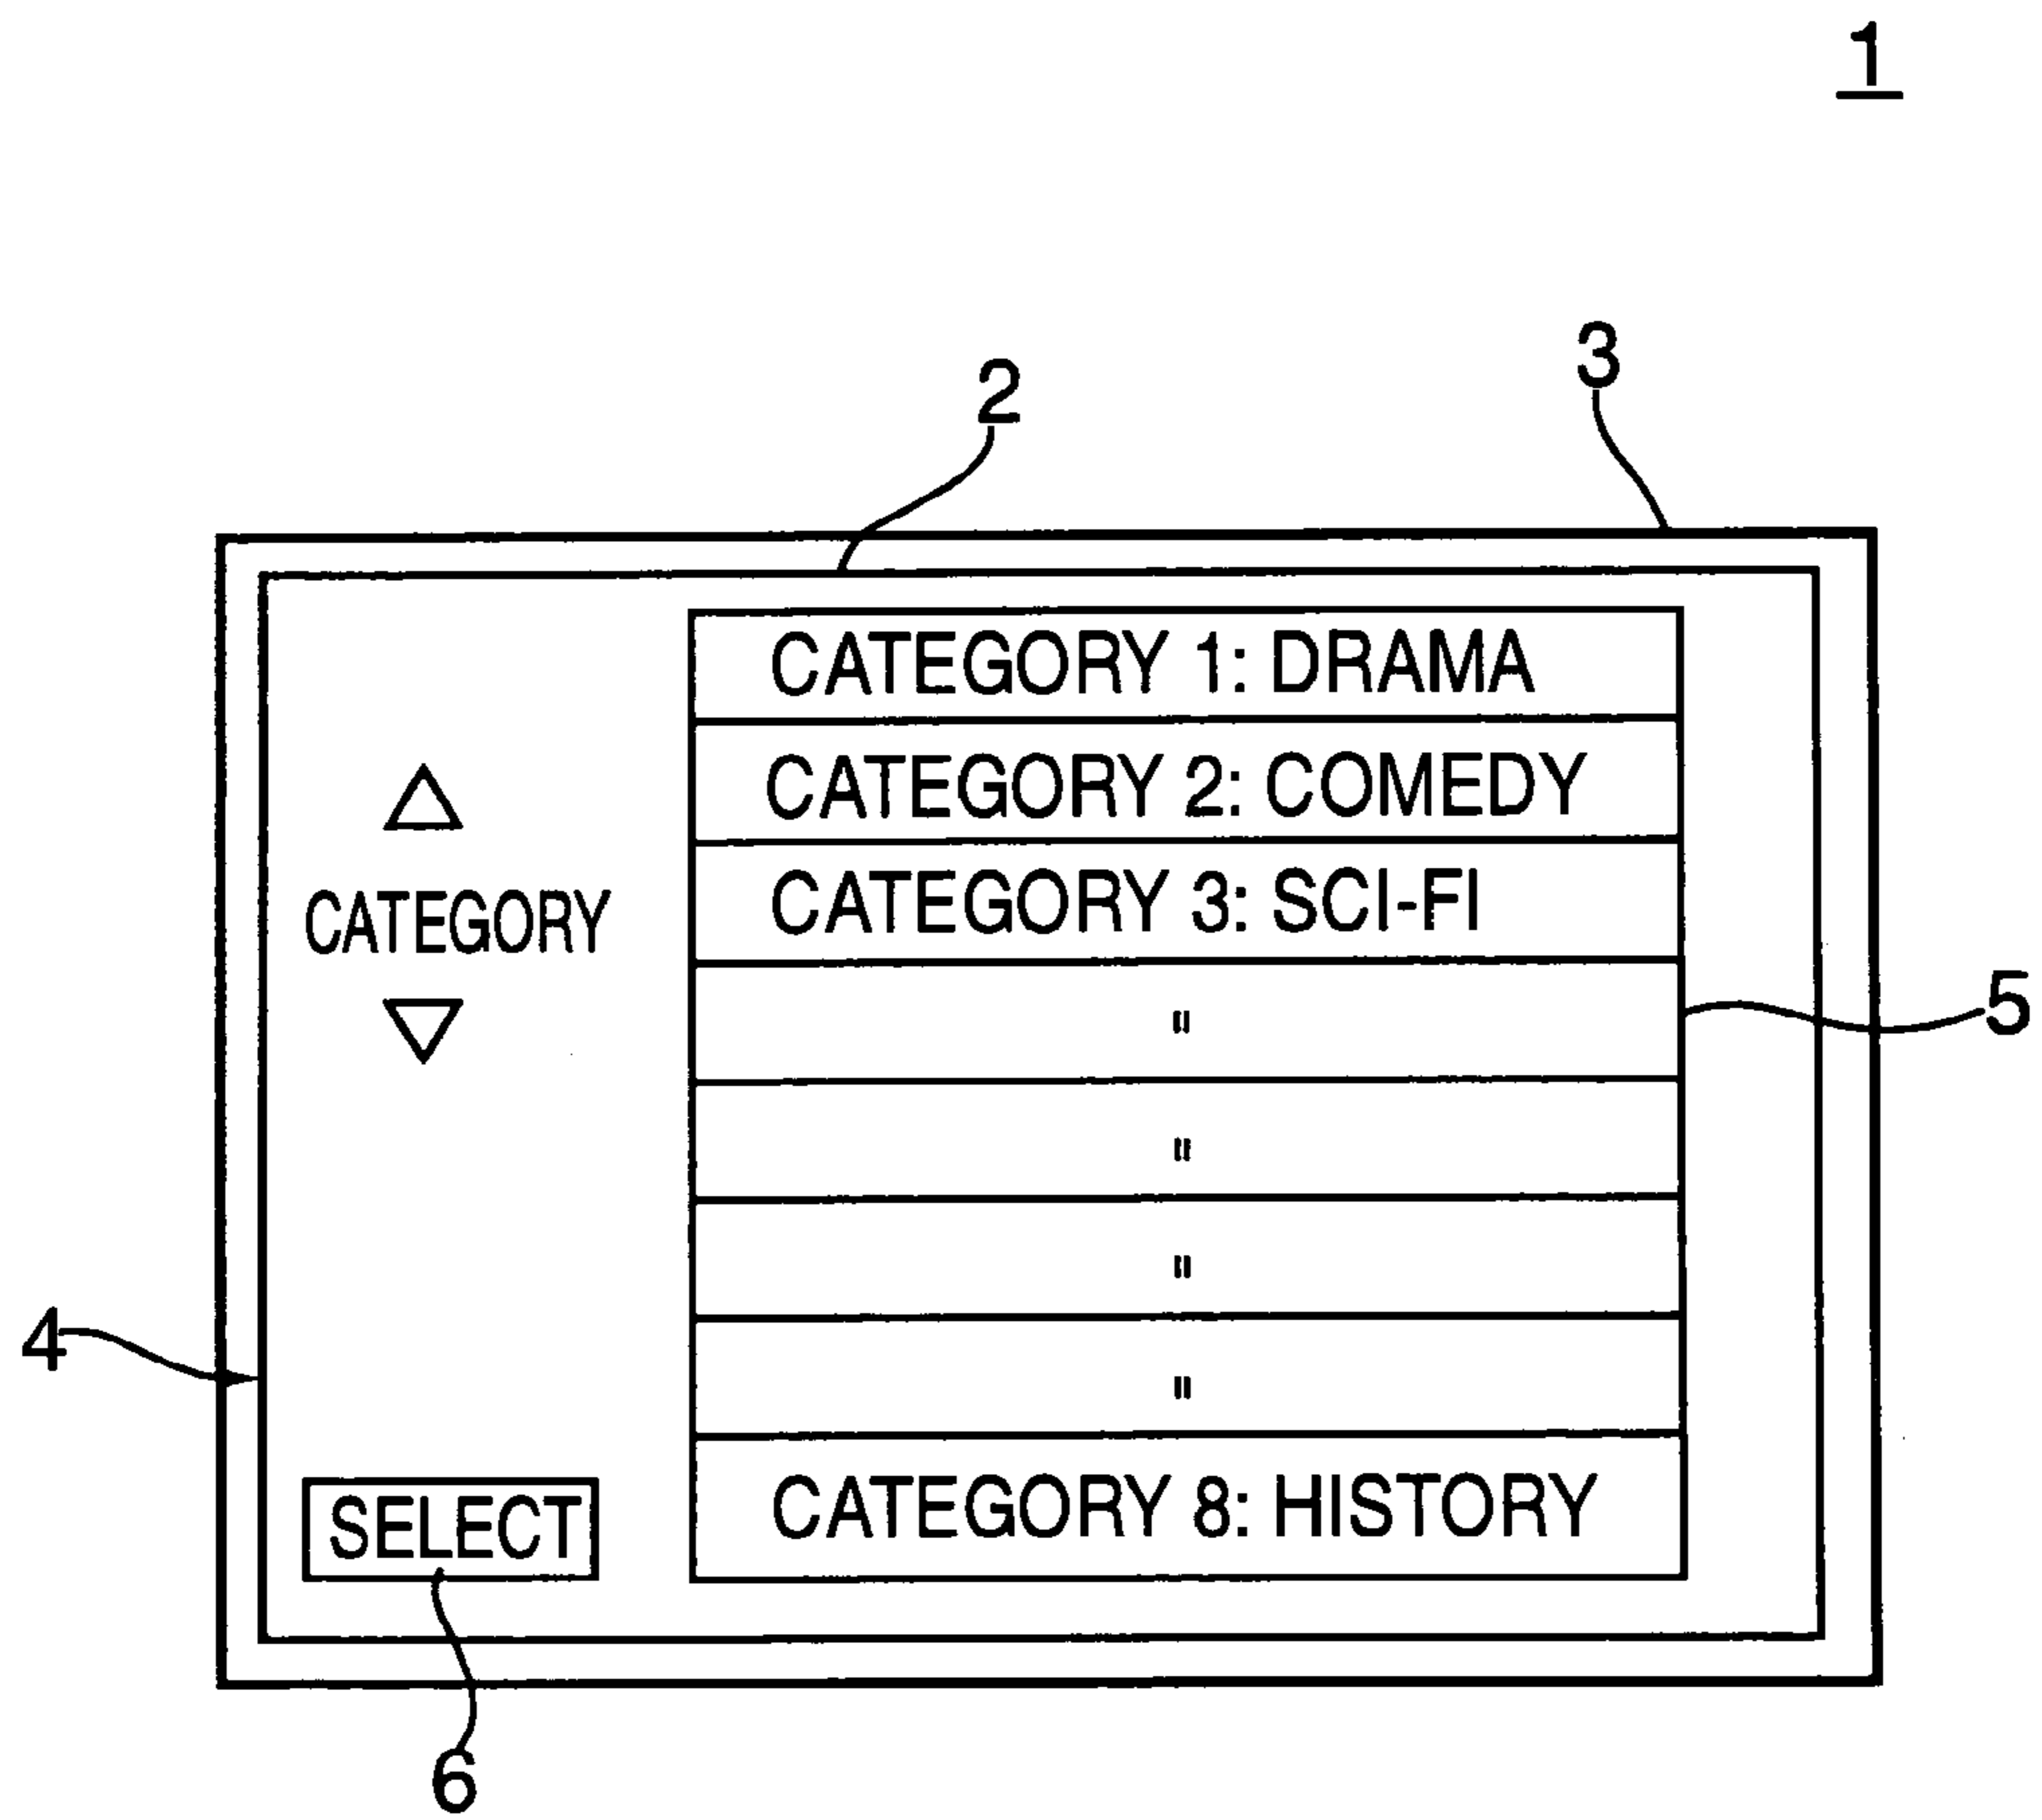 1
2
3
CATEGORY 1: DRAMA
CATEGORY 2: COMEDY
CATEGORY
CATEGORY 3: SCI-FI
"
5
"
"
4
"
SELECT
CATEGORY 8: HISTORY
6